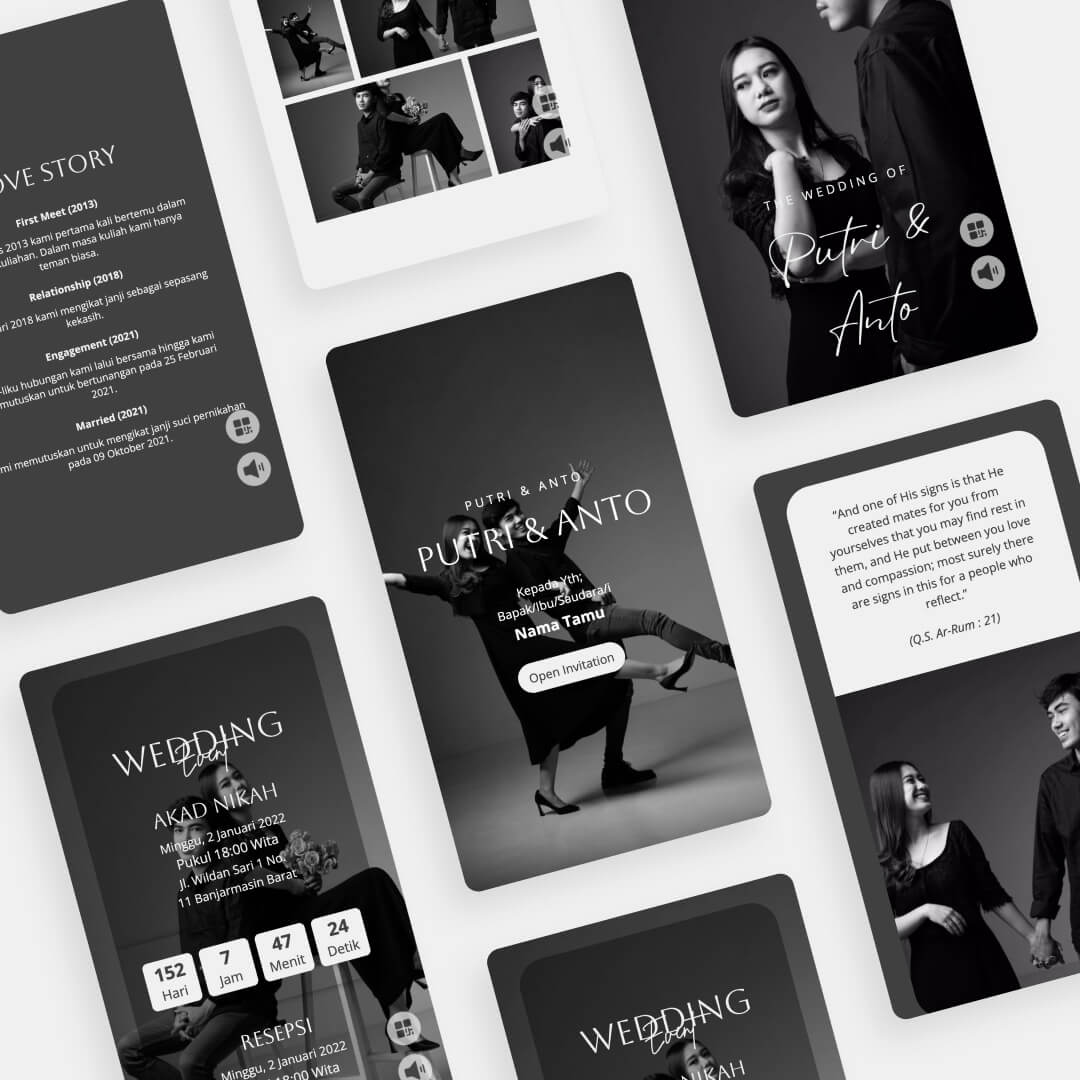 OVE STORY
First Meet (2013)
s 2013 kami pertama kali bertemu dalam
uliahan. Dalam masa kuliah kami hanya
teman biasa.
Relationship (2018)
ari 2018 kami mengikat janji sebagai sepasang
kekasih.
Engagement (2021)
-liku hubungan kami lalui bersama hingga kami
mutuskan untuk bertunangan pada 25 Februari
2021.
Married (2021)
mi memutuskan untuk mengikat janji suci pernikahan
pada 09 Oktober 2021.
THE WEDDING OF
Putri &
Anto
PUTRI & ANTO
PUTRI & ANTO
Kepada Yth;
Bapak/Ibu/Saudara/i
Nama Tamu
Open Invitation
“And one of His signs is that He
created mates for you from
yourselves that you may find rest in
them, and He put between you love
and compassion; most surely there
are signs in this for a people who
reflect.”
(Q.S. Ar-Rum : 21)
WEDDING
Event
AKAD NIKAH
Minggu, 2 Januari 2022
Pukul 18:00 Wita
Jl. Wildan Sari 1 No.
11 Banjarmasin Barat
152
Hari
7
Jam
47
Menit
24
Detik
RESEPSI
Minggu, 2 Januari 2022
18:00 Wita
WEDDING
Event
NIKAH